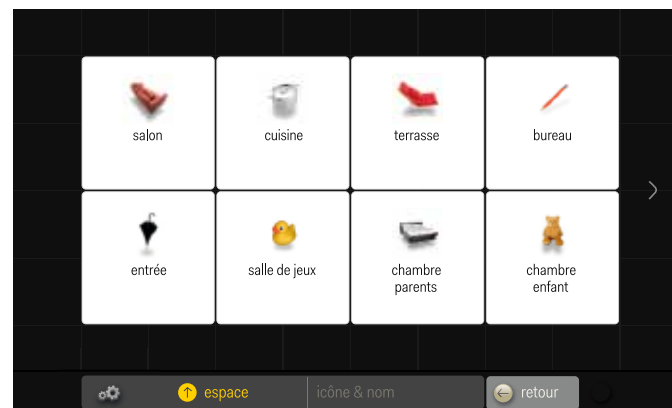 salon
cuisine
terrasse
bureau
entrée
salle de jeux
chambre
parents
chambre
enfant
espace
icône & nom
retour